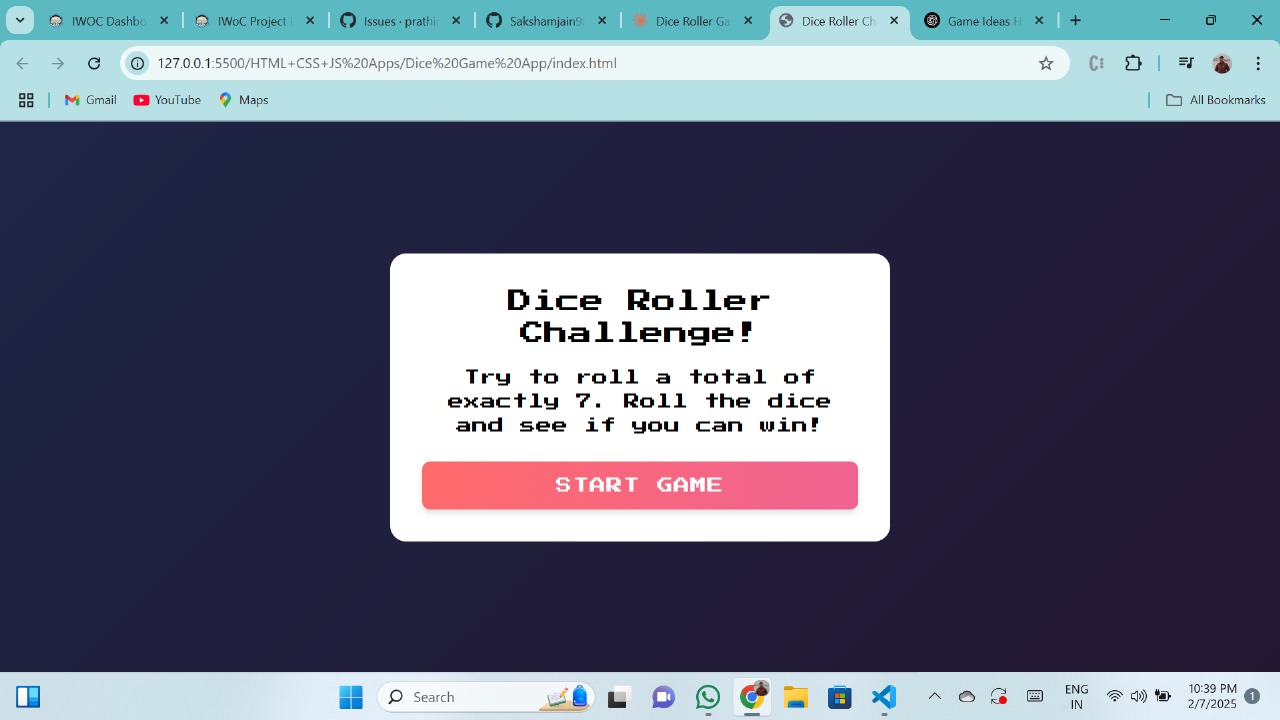 IWOC Dashbo
IWoC Project
Issues · prathi
Sakshamjain9
Dice Roller Ga
Dice Roller Ch
Game Ideas H
127.0.0.1:5500/HTML+CSS+JS%20Apps/Dice%20Game%20App/index.html
Gmail
YouTube
Maps
All Bookmarks
Dice Roller
Challenge!
Try to roll a total of
exactly 7. Roll the dice
and see if you can win!
START GAME
Search
ENG
IN
10:39 PM
2/7/2025
1